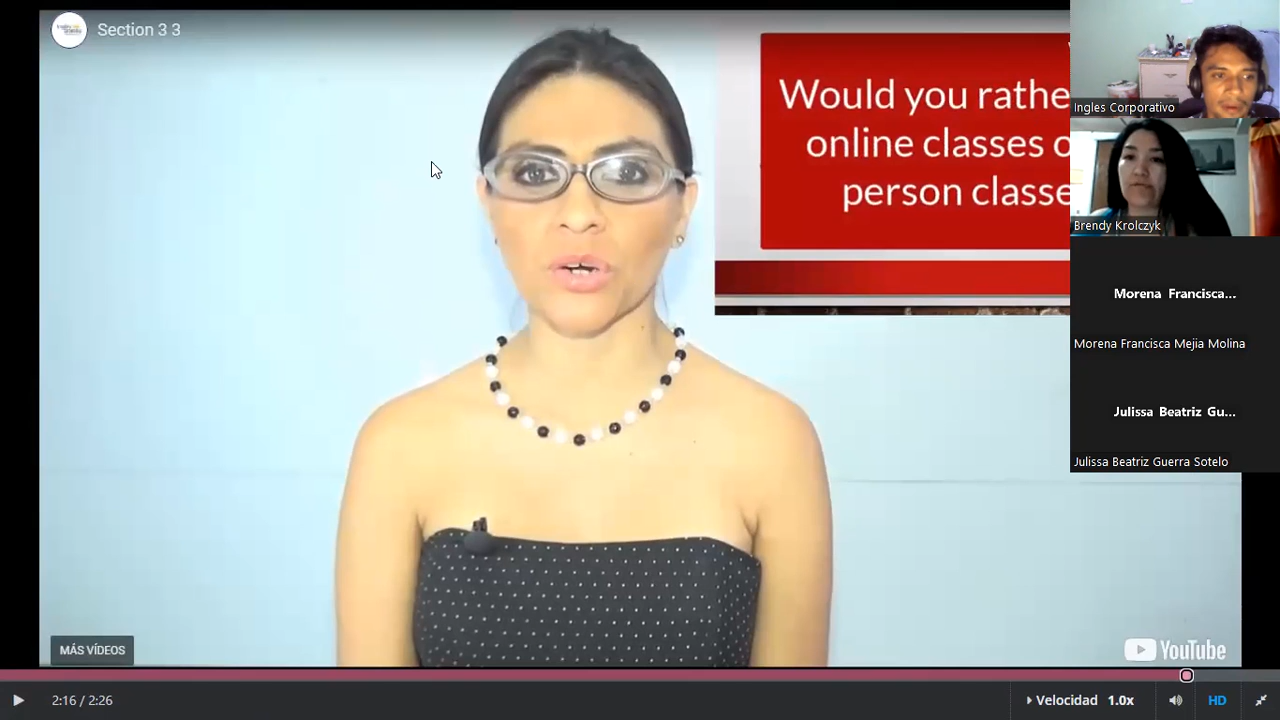 Section 3 3
Would you rathe
online classes o
person classe
Ingles Corporativo
Brendy Krolczyk
Morena Francisca...
Morena Francisca Mejia Molina
Julissa Beatriz Gu...
Julissa Beatriz Guerra Sotelo
MÁS VÍDEOS
YouTube
2:16 / 2:26
Velocidad 1.0x
HD